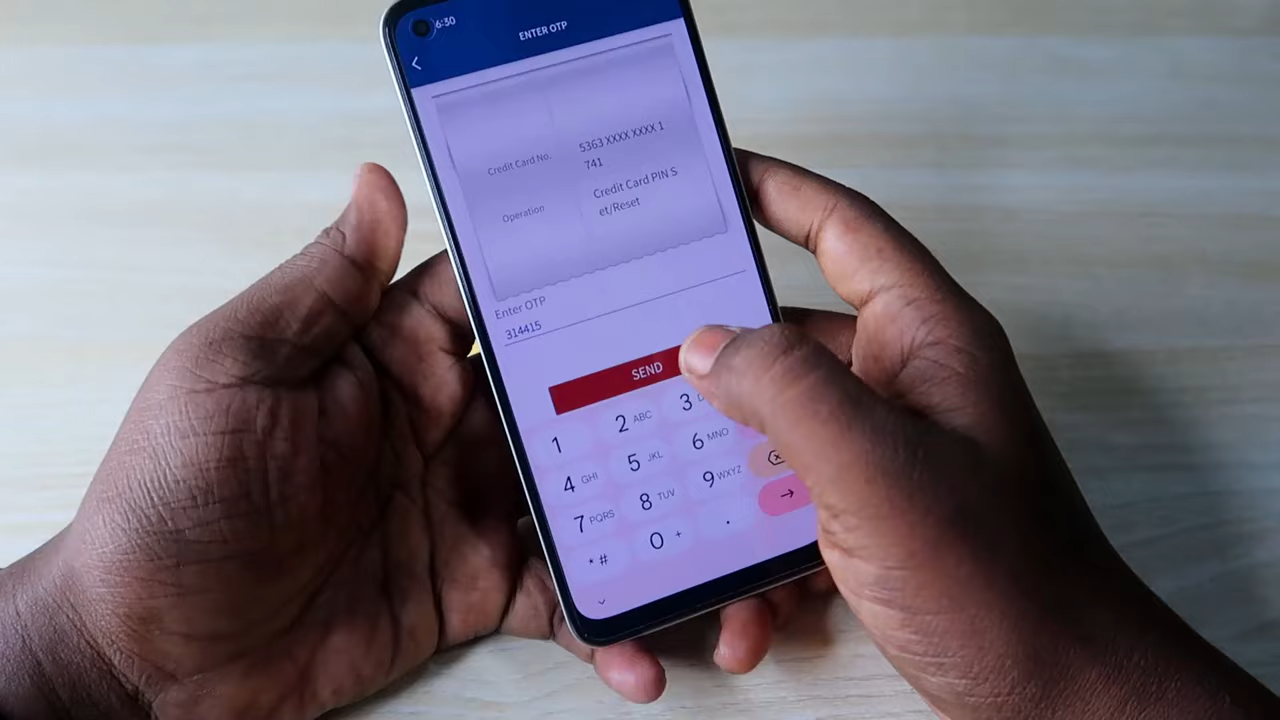 6:30
ENTER OTP
Credit Card No.
5363 XXXX XXXX 1
741
Operation
Credit Card PIN S
et/Reset
Enter OTP
314415
SEND
1
2 ABC
3
4 GHI
5 JKL
6 MNO
7 PQRS
8 TUV
9 WXYZ
* #
0 +
.